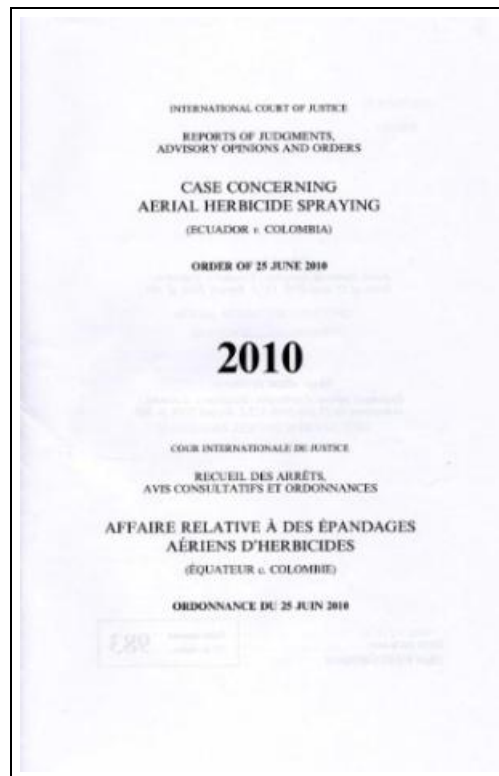 INTERNATIONAL COURT OF JUSTICE
REPORTS OF JUDGMENTS,
ADVISORY OPINIONS AND ORDERS
CASE CONCERNING
AERIAL HERBICIDE SPRAYING
(ECUADOR v. COLOMBIA)
ORDER OF 25 JUNE 2010
2010
COUR INTERNATIONALE DE JUSTICE
RECUEIL DES ARRÊTS,
AVIS CONSULTATIFS ET ORDONNANCES
AFFAIRE RELATIVE À DES ÉPANDAGES
AÉRIENS D'HERBICIDES
(ÉQUATEUR c. COLOMBIE)
ORDONNANCE DU 25 JUIN 2010
983